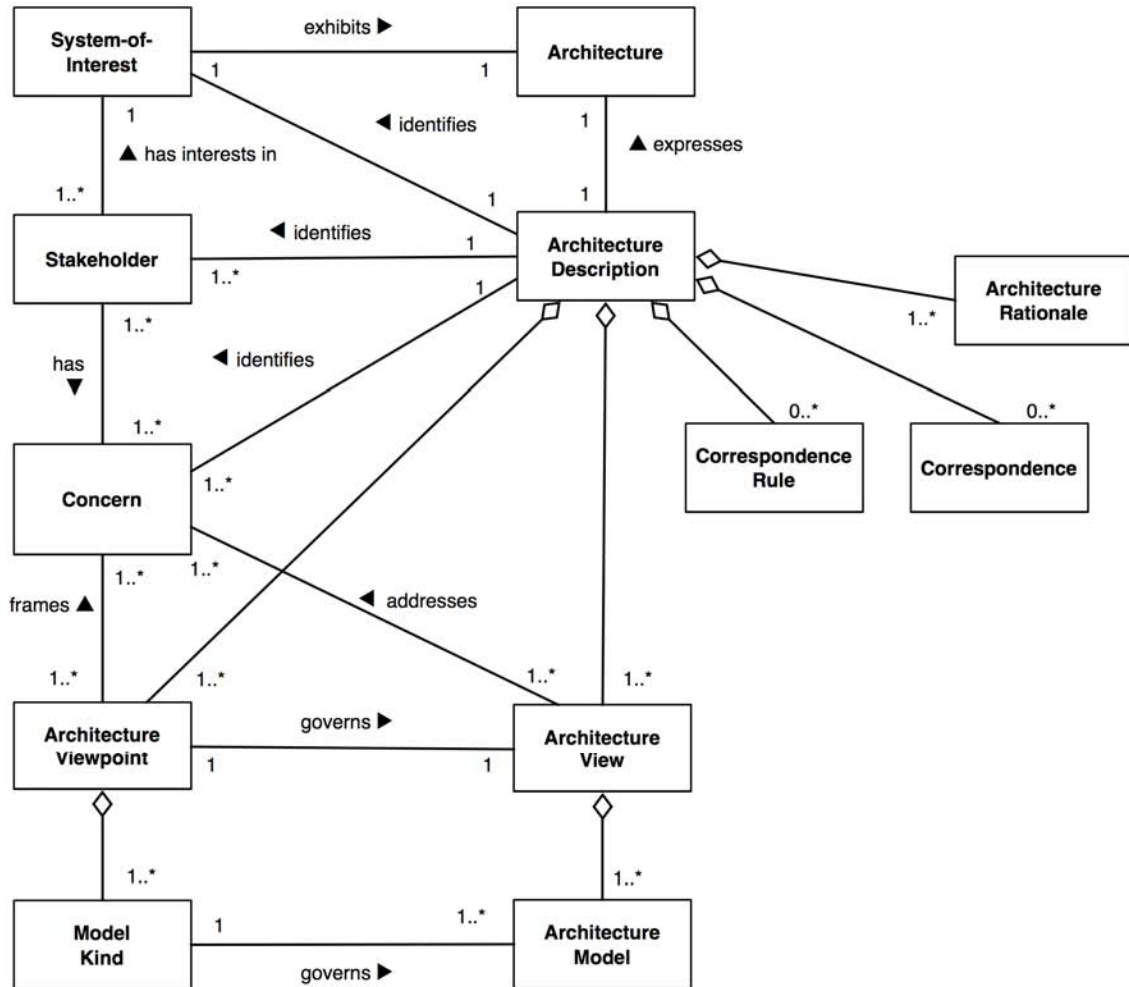 System-of-
Interest
exhibits ▶
Architecture
1
1
1
◀ identifies
1
▲ has interests in
▲ expresses
1..*
1
1
Stakeholder
◀ identifies
1
Architecture
Description
1..*
1
Architecture
Rationale
1..*
1..*
has
▼
◀ identifies
1..*
0..*
0..*
Concern
1..*
Correspondence
Rule
Correspondence
1..*
1..*
frames ▲
◀ addresses
1..*
1..*
1..*
1..*
Architecture
Viewpoint
governs ▶
Architecture
View
1
1
1..*
1..*
Model
Kind
1
1..*
Architecture
Model
governs ▶